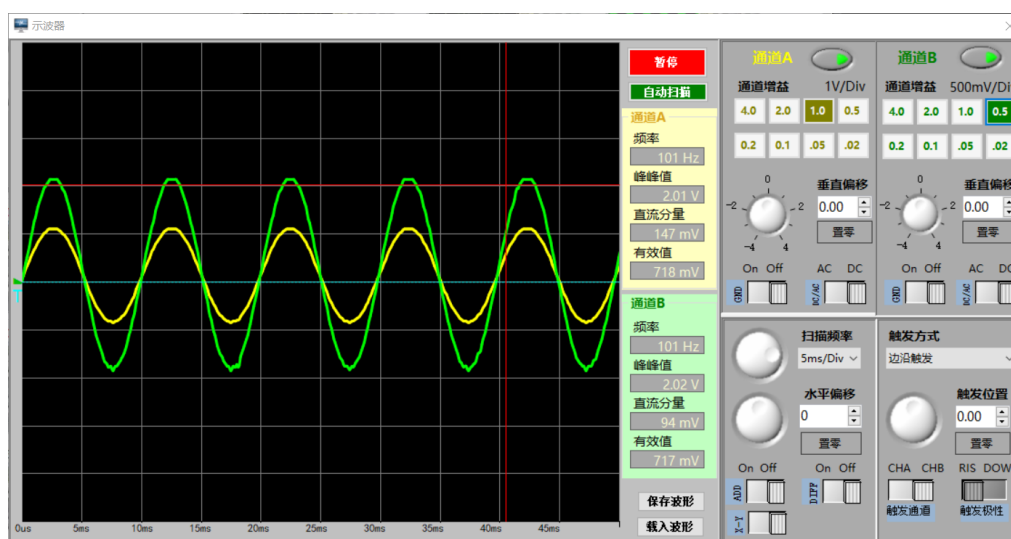 示波器
暂停
自动扫描
通道A
频率
101 Hz
峰峰值
2.01 V
直流分量
147 mV
有效值
718 mV
通道B
频率
101 Hz
峰峰值
2.02 V
直流分量
94 mV
有效值
717 mV
保存波形
载入波形
0us 5ms 10ms 15ms 20ms 25ms 30ms 35ms 40ms 45ms
T
通道A
通道增益 1V/Div
4.0 2.0 1.0 0.5
0.2 0.1 .05 .02
0
-2 2
-4 4
垂直偏移
0.00
置零
On Off AC DC
GND DC/AC
通道B
通道增益 500mV/Di
4.0 2.0 1.0 0.5
0.2 0.1 .05 .02
0
-2 2
-4 4
垂直偏移
0.00
置零
On Off AC DC
GND DC/AC
扫描频率
5ms/Div
水平偏移
0
置零
On Off On Off
ADD DIFF
X-Y
触发方式
边沿触发
触发位置
0.00
置零
CHA CHB RIS DOW
触发通道 触发极性